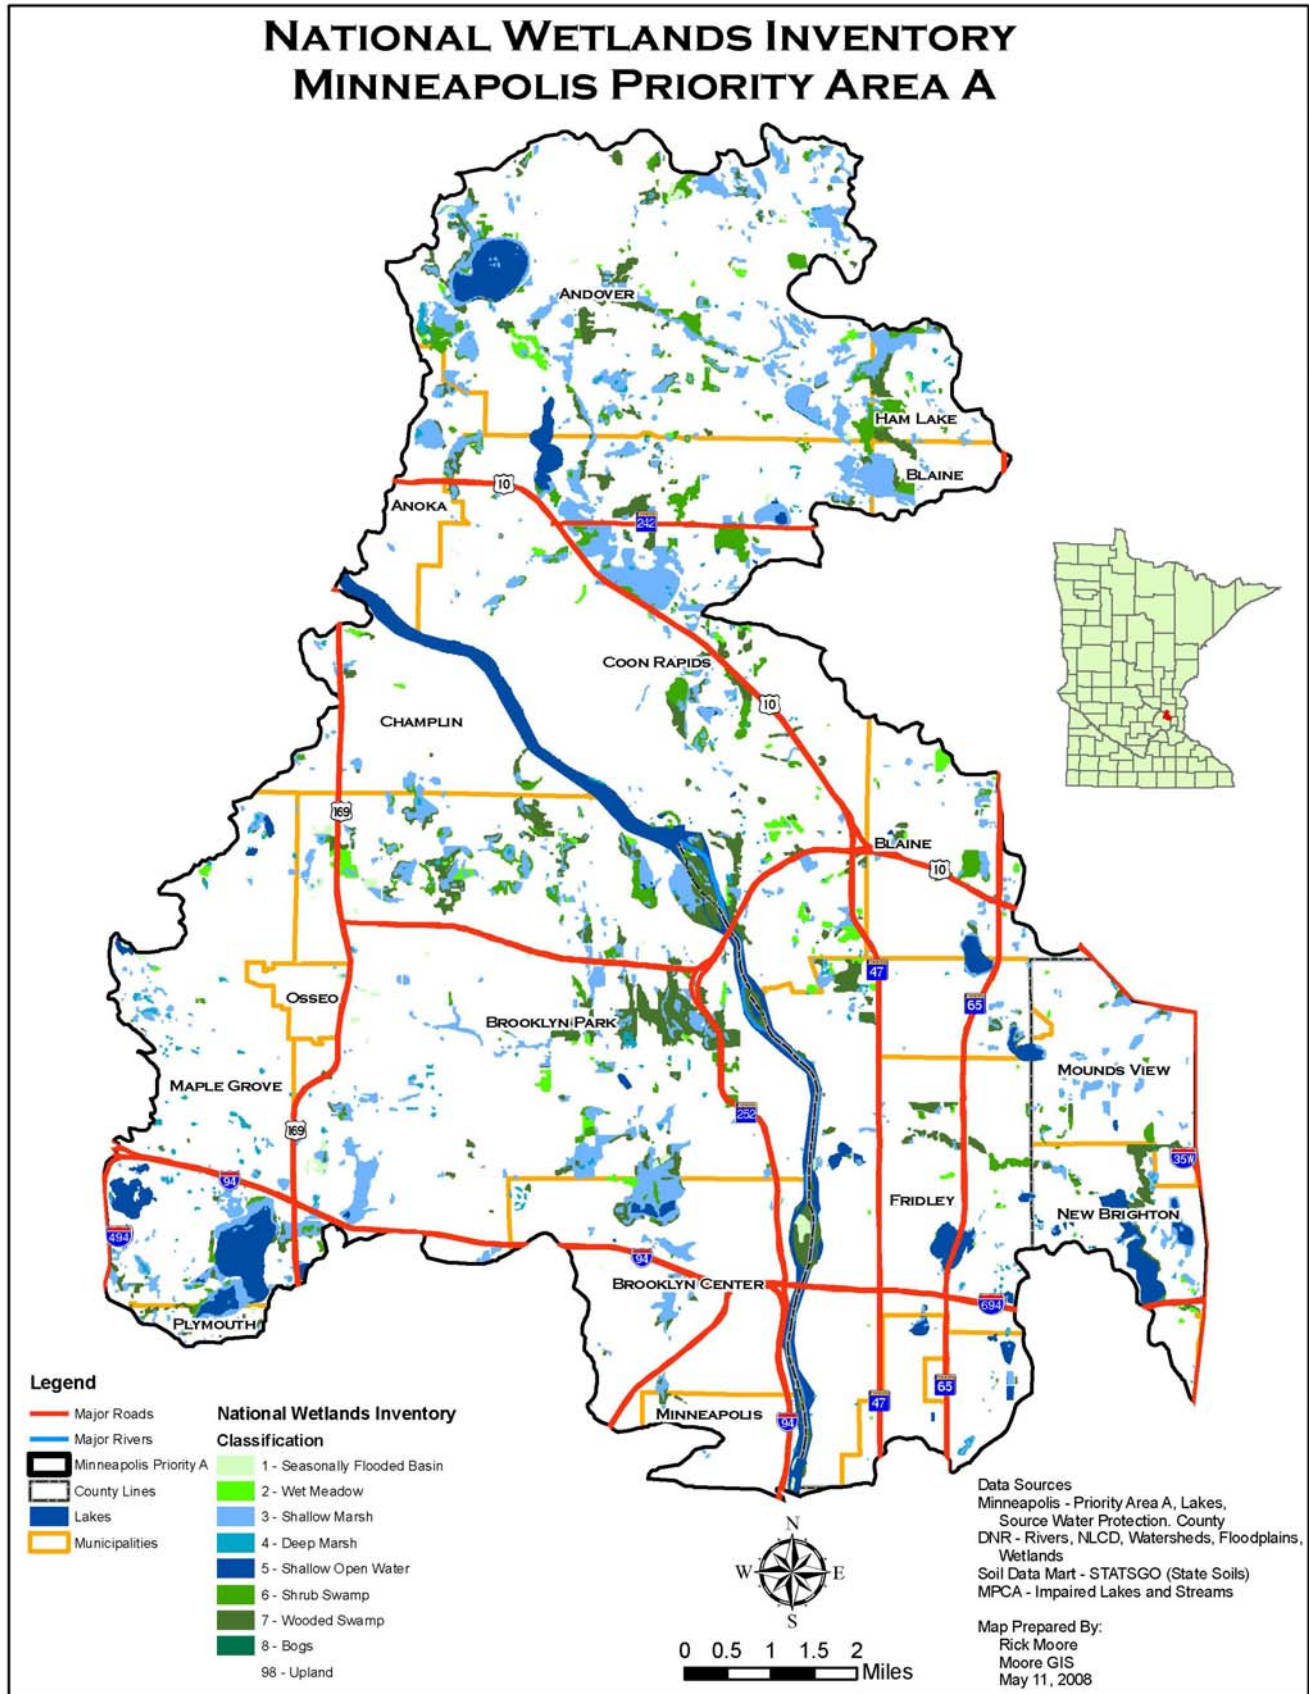 NATIONAL WETLANDS INVENTORY
MINNEAPOLIS PRIORITY AREA A
ANDOVER
HAM LAKE
BLAINE
10
ANOKA
242
COON RAPIDS
10
CHAMPLIN
169
BLAINE
10
47
OSSEO
65
BROOKLYN PARK
MOUNDS VIEW
MAPLE GROVE
252
169
35W
94
FRIDLEY
NEW BRIGHTON
494
94
BROOKLYN CENTER
694
PLYMOUTH
65
47
MINNEAPOLIS
94
Legend
Major Roads
Major Rivers
Minneapolis Priority A
County Lines
Lakes
Municipalities
National Wetlands Inventory
Classification
1 - Seasonally Flooded Basin
2 - Wet Meadow
3 - Shallow Marsh
4 - Deep Marsh
5 - Shallow Open Water
6 - Shrub Swamp
7 - Wooded Swamp
8 - Bogs
98 - Upland
N
W E
S
0 0.5 1 1.5 2
Miles
Data Sources
Minneapolis - Priority Area A, Lakes,
Source Water Protection. County
DNR - Rivers, NLCD, Watersheds, Floodplains,
Wetlands
Soil Data Mart - STATSGO (State Soils)
MPCA - Impaired Lakes and Streams
Map Prepared By:
Rick Moore
Moore GIS
May 11, 2008